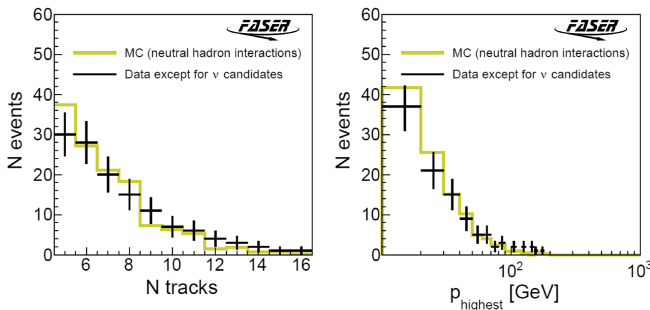 60
50
40
30
20
10
0
N events
FASER
MC (neutral hadron interactions)
Data except for ν candidates
6 8 10 12 14 16
N tracks
60
50
40
30
20
10
0
N events
FASER
MC (neutral hadron interactions)
Data except for ν candidates
10² 10³
p_highest [GeV]